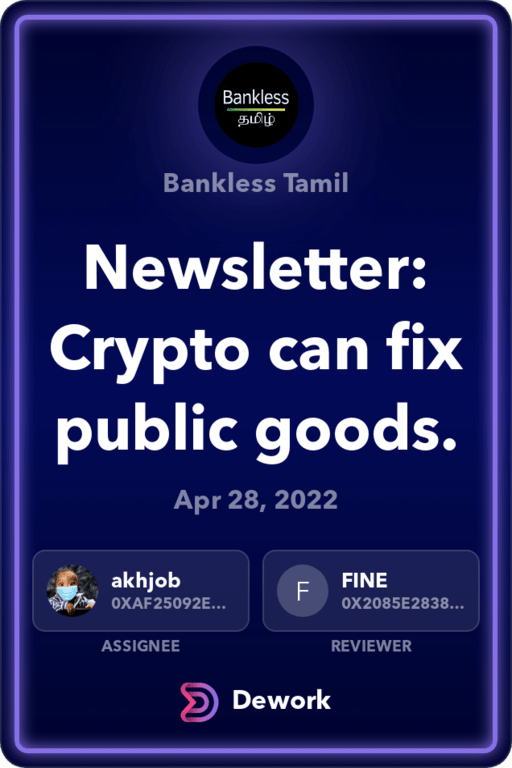 Bankless
தமிழ்
Bankless Tamil
Newsletter:
Crypto can fix
public goods.
Apr 28, 2022
akhjob
0XAF25092E...
ASSIGNEE
F
FINE
0X2085E2838...
REVIEWER
Dework